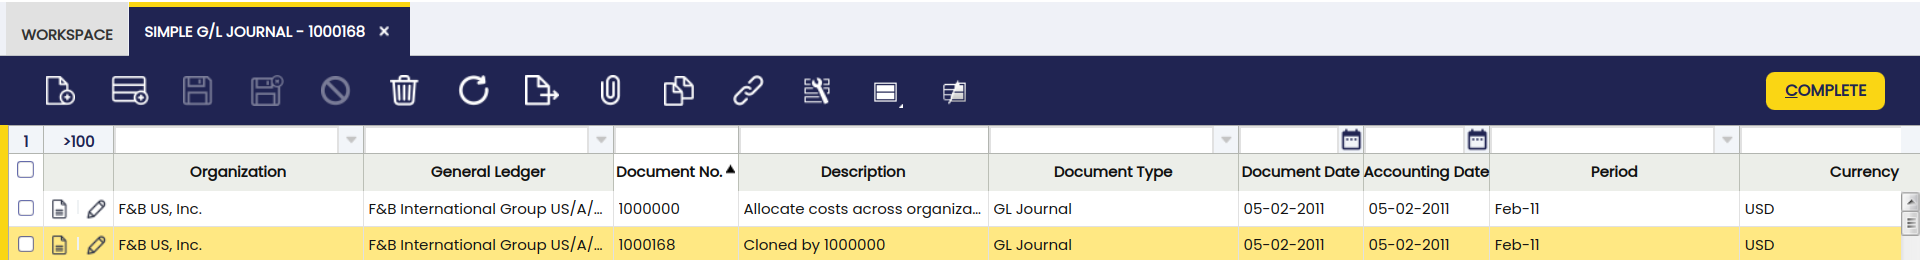 WORKSPACE SIMPLE G/L JOURNAL - 1000168 ×
COMPLETE
1 >100
Organization General Ledger Document No. Description Document Type Document Date Accounting Date Period Currency
F&B US, Inc. F&B International Group US/A/... 1000000 Allocate costs across organiza... GL Journal 05-02-2011 05-02-2011 Feb-11 USD
F&B US, Inc. F&B International Group US/A/... 1000168 Cloned by 1000000 GL Journal 05-02-2011 05-02-2011 Feb-11 USD